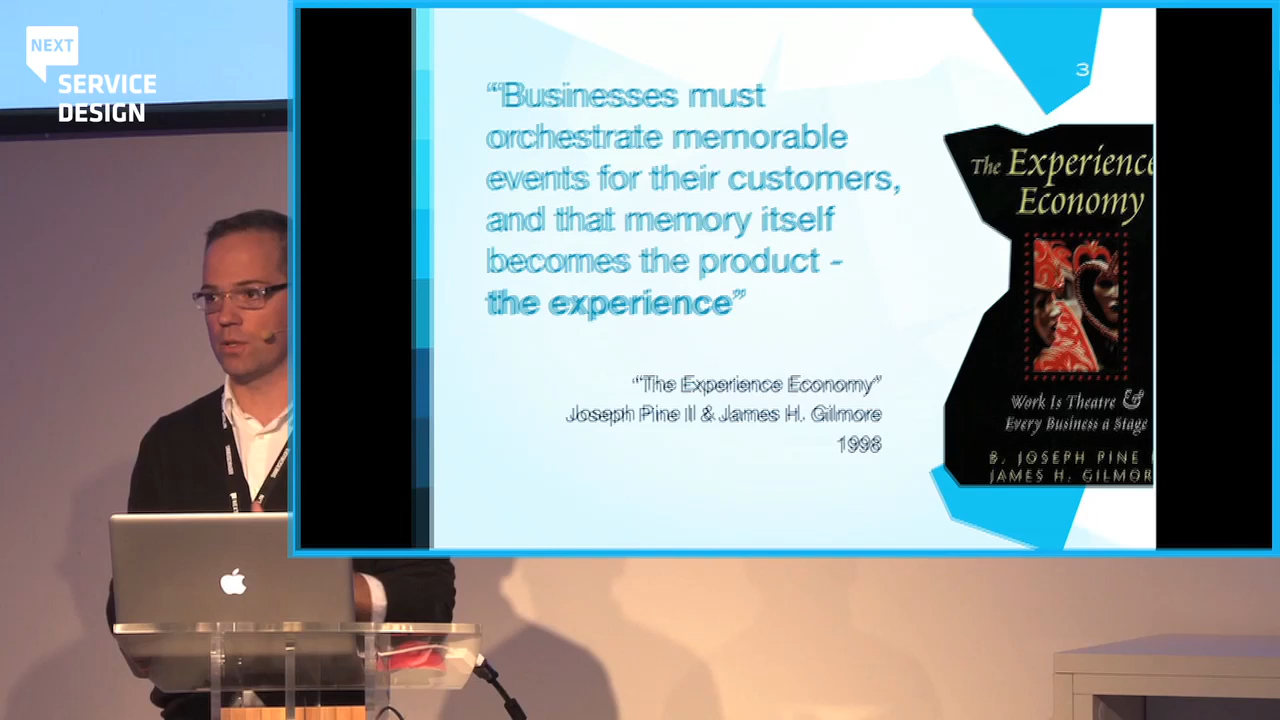 NEXT
SERVICE
DESIGN
3
“Businesses must
orchestrate memorable
events for their customers,
and that memory itself
becomes the product -
the experience”
“The Experience Economy”
Joseph Pine II & James H. Gilmore
1998
The Experience
Economy
Work Is Theatre &
Every Business a Stage
B. JOSEPH PINE
JAMES H. GILMOR